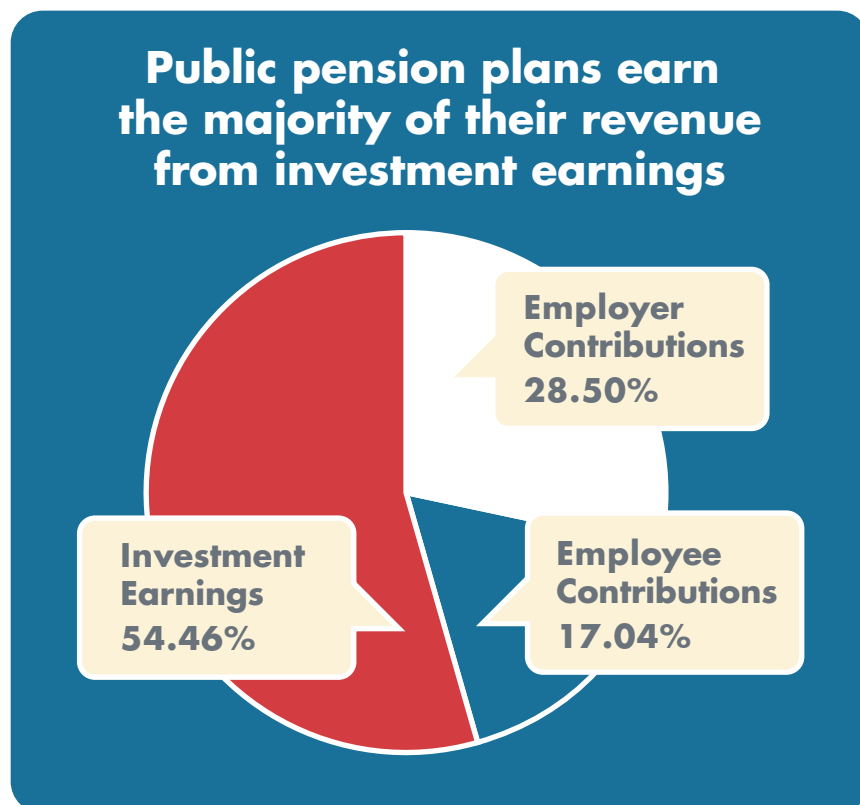 Public pension plans earn
the majority of their revenue
from investment earnings
Employer
Contributions
28.50%
Employee
Contributions
17.04%
Investment
Earnings
54.46%